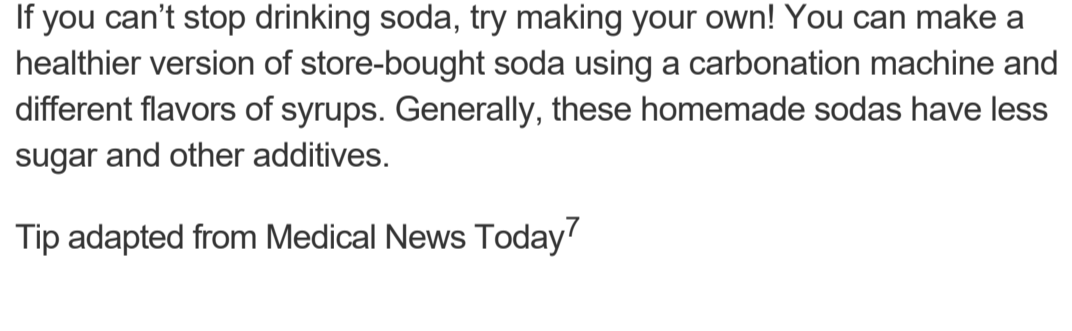 If you can’t stop drinking soda, try making your own! You can make a
healthier version of store-bought soda using a carbonation machine and
different flavors of syrups. Generally, these homemade sodas have less
sugar and other additives.
Tip adapted from Medical News Today7